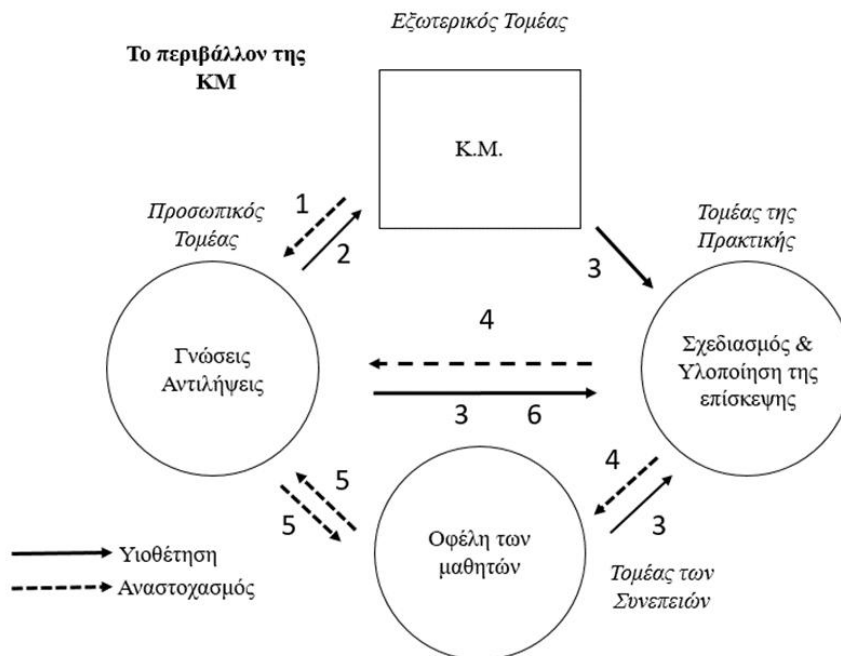 Εξωτερικός Τομέας
Το περιβάλλον της
ΚΜ
Κ.Μ.
Προσωπικός
Τομέας
1
2
Τομέας της
Πρακτικής
3
4
Γνώσεις
Αντιλήψεις
Σχεδιασμός &
Υλοποίηση της
επίσκεψης
3 6
4
5
5
3
Οφέλη των
μαθητών
Υιοθέτηση
Αναστοχασμός
Τομέας των
Συνεπειών